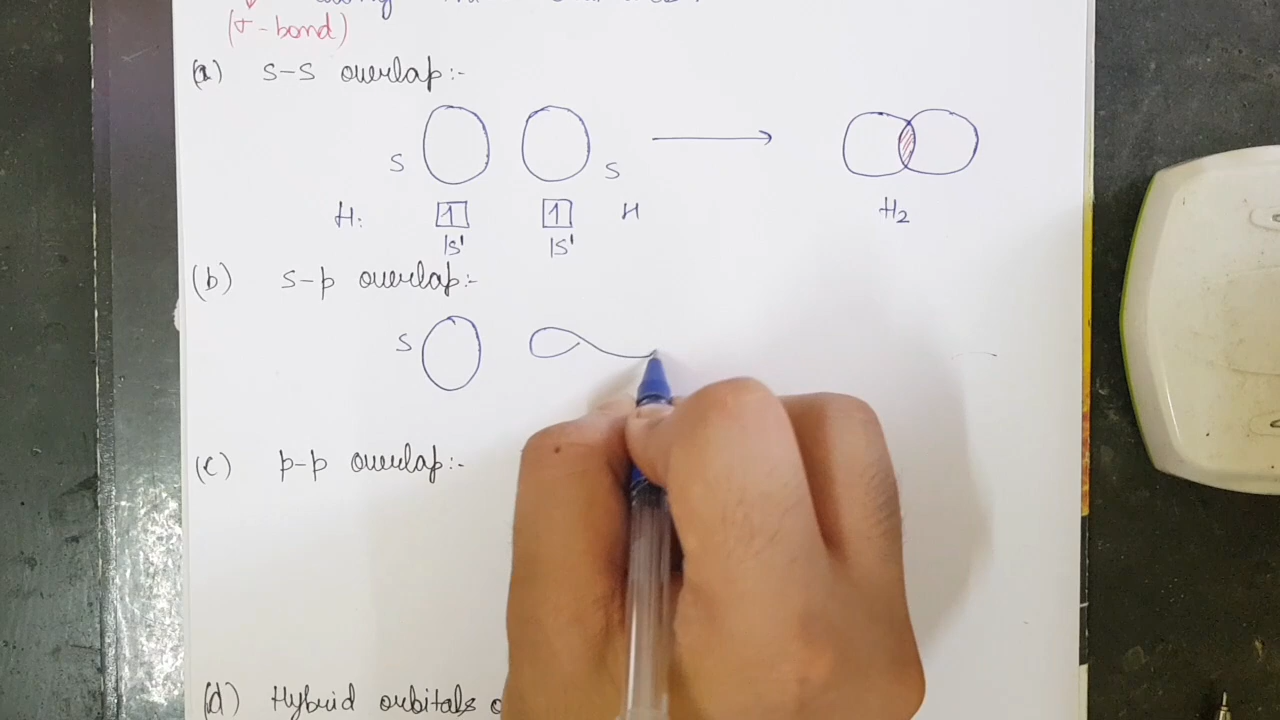 (σ-bond)
(a) s-s overlap:-
S S
H: 1 1 H H2
1s¹ 1s¹
(b) s-p overlap:-
S
(c) p-p overlap:-
(d) Hybrid orbitals